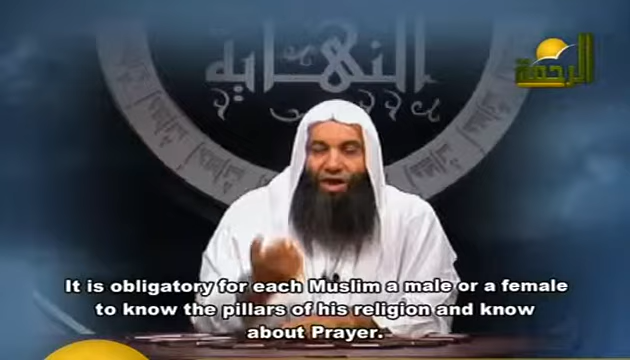 النهاية
الرحمة
It is obligatory for each Muslim a male or a female
to know the pillars of his religion and know
about Prayer.